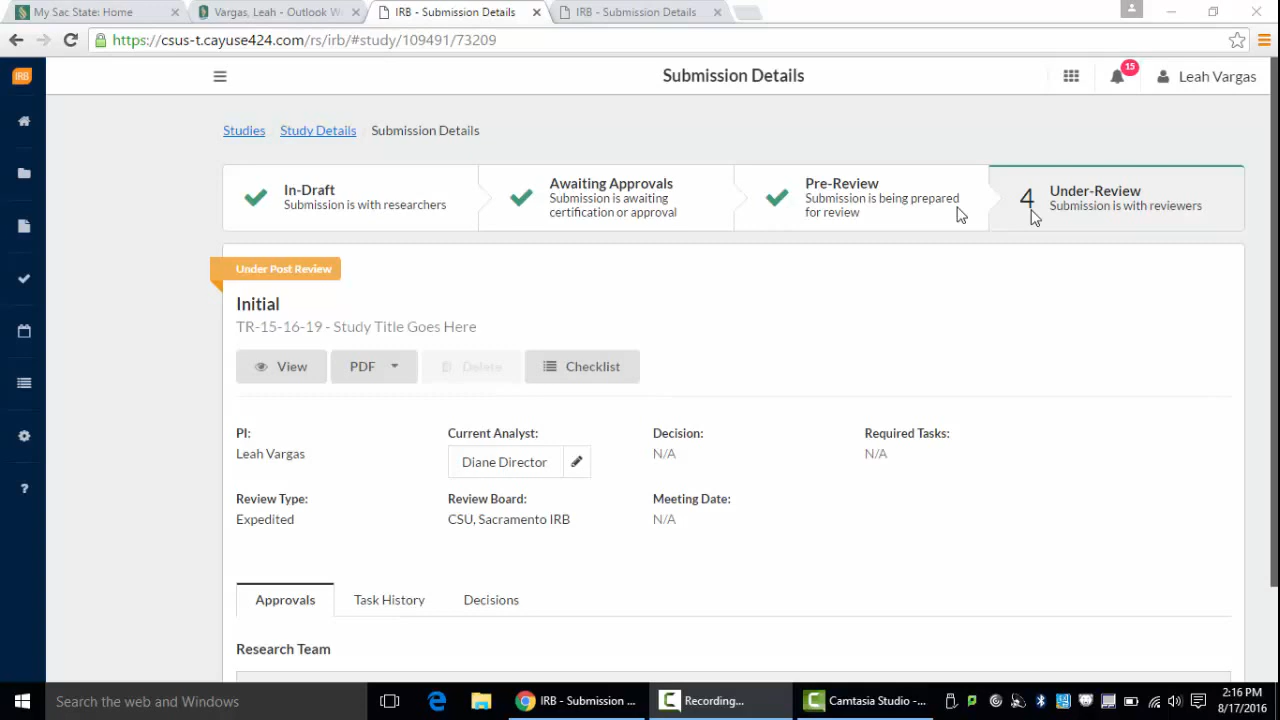 My Sac State: Home
Vargas, Leah - Outlook W
IRB - Submission Details
IRB - Submission Details
https://csus-t.cayuse424.com/rs/irb/#study/109491/73209
IRB
Submission Details
15
Leah Vargas
Studies
Study Details
Submission Details
In-Draft
Submission is with researchers
Awaiting Approvals
Submission is awaiting
certification or approval
Pre-Review
Submission is being prepared
for review
4
Under-Review
Submission is with reviewers
Under Post Review
Initial
TR-15-16-19 - Study Title Goes Here
View
PDF
Delete
Checklist
PI:
Leah Vargas
Current Analyst:
Diane Director
Decision:
N/A
Required Tasks:
N/A
Review Type:
Expedited
Review Board:
CSU, Sacramento IRB
Meeting Date:
N/A
Approvals
Task History
Decisions
Research Team
Search the web and Windows
IRB - Submission ...
Recording...
Camtasia Studio -...
2:16 PM
8/17/2016